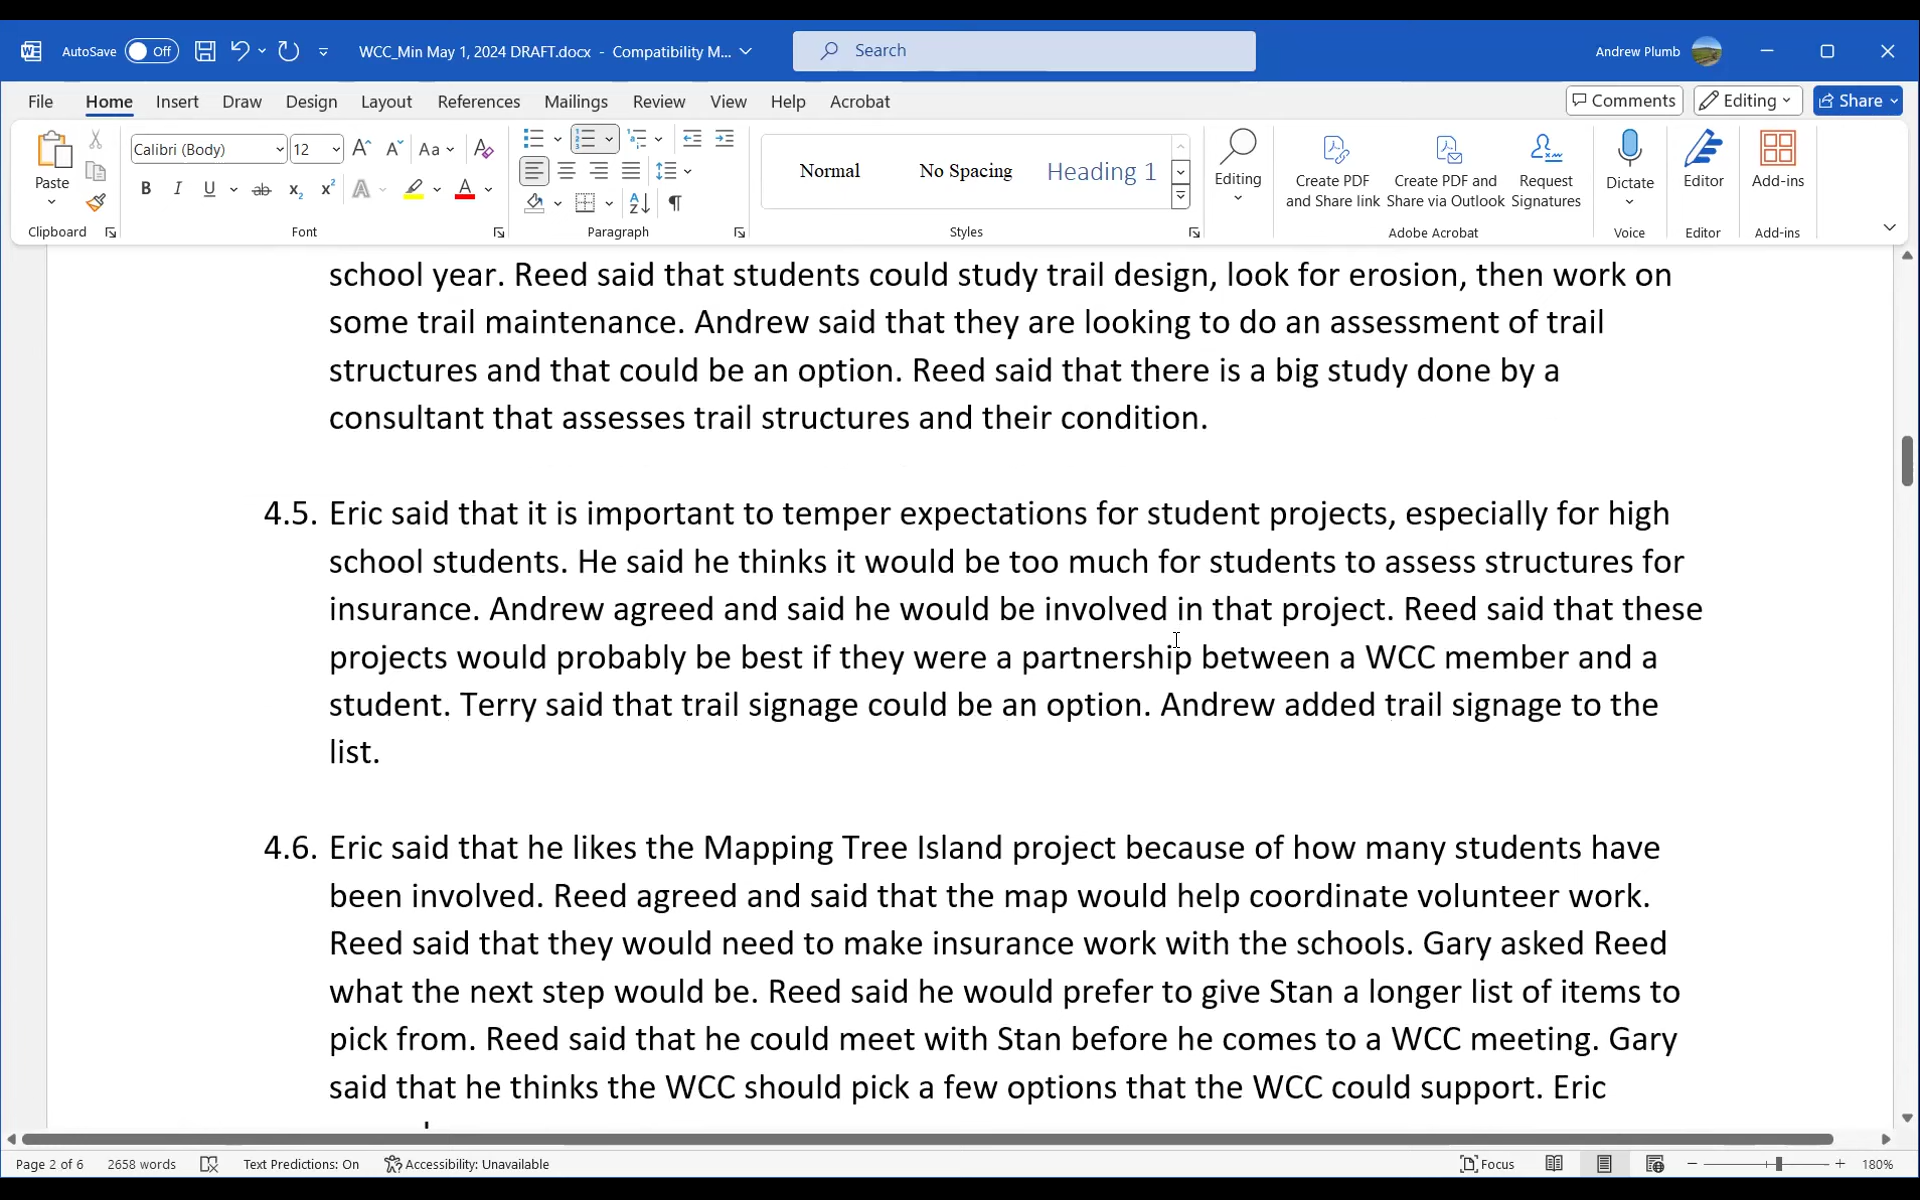 AutoSave Off WCC_Min May 1, 2024 DRAFT.docx - Compatibility M... Search Andrew Plumb
File Home Insert Draw Design Layout References Mailings Review View Help Acrobat Comments Editing Share
Paste
Clipboard
Calibri (Body) 12
Font
Paragraph
Normal No Spacing Heading 1
Styles
Editing
Create PDF and Share link
Create PDF and Share via Outlook
Request Signatures
Adobe Acrobat
Dictate
Voice
Editor
Editor
Add-ins
Add-ins
school year. Reed said that students could study trail design, look for erosion, then work on
some trail maintenance. Andrew said that they are looking to do an assessment of trail
structures and that could be an option. Reed said that there is a big study done by a
consultant that assesses trail structures and their condition.
4.5. Eric said that it is important to temper expectations for student projects, especially for high
school students. He said he thinks it would be too much for students to assess structures for
insurance. Andrew agreed and said he would be involved in that project. Reed said that these
projects would probably be best if they were a partnership between a WCC member and a
student. Terry said that trail signage could be an option. Andrew added trail signage to the
list.
4.6. Eric said that he likes the Mapping Tree Island project because of how many students have
been involved. Reed agreed and said that the map would help coordinate volunteer work.
Reed said that they would need to make insurance work with the schools. Gary asked Reed
what the next step would be. Reed said he would prefer to give Stan a longer list of items to
pick from. Reed said that he could meet with Stan before he comes to a WCC meeting. Gary
said that he thinks the WCC should pick a few options that the WCC could support. Eric
Page 2 of 6 2658 words Text Predictions: On Accessibility: Unavailable Focus 180%